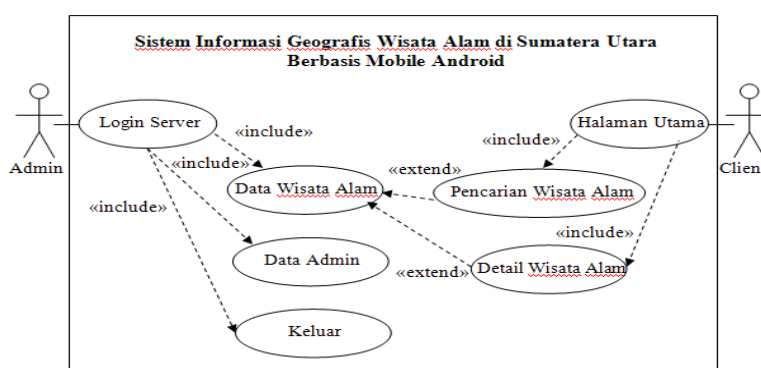 Sistem Informasi Geografis Wisata Alam di Sumatera Utara
Berbasis Mobile Android
Login Server
Halaman Utama
«include»
«include»
Admin
«include»
«extend»
Client
Data Wisata Alam
Pencarian Wisata Alam
«include»
«include»
Data Admin
«extend»
Detail Wisata Alam
Keluar